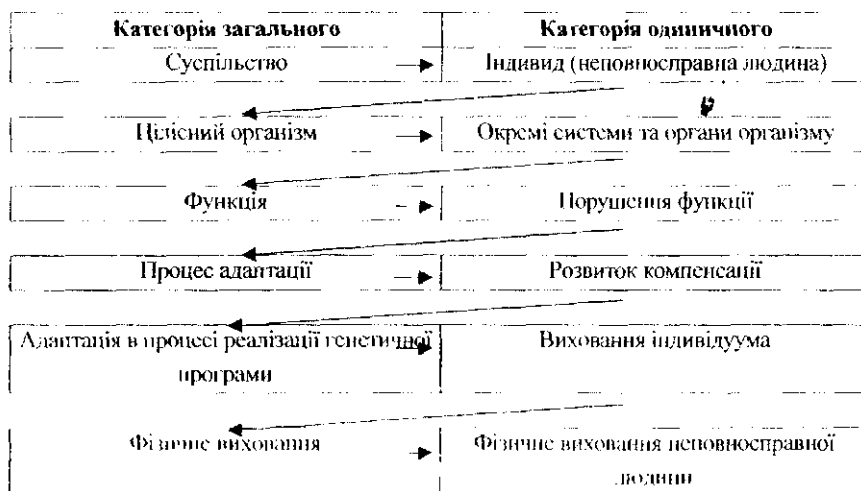 Категорія загального Категорія одиничного
Суспільство Індивид (неповносправна людина)
Цілісний організм Окремі системи та органи організму
Функція Порушення функції
Процес адаптації Розвиток компенсації
Адаптація в процесі реалізації генетичної Виховання індивідуума
програми
Фізичне виховання Фізичне виховання неповносправної
людини